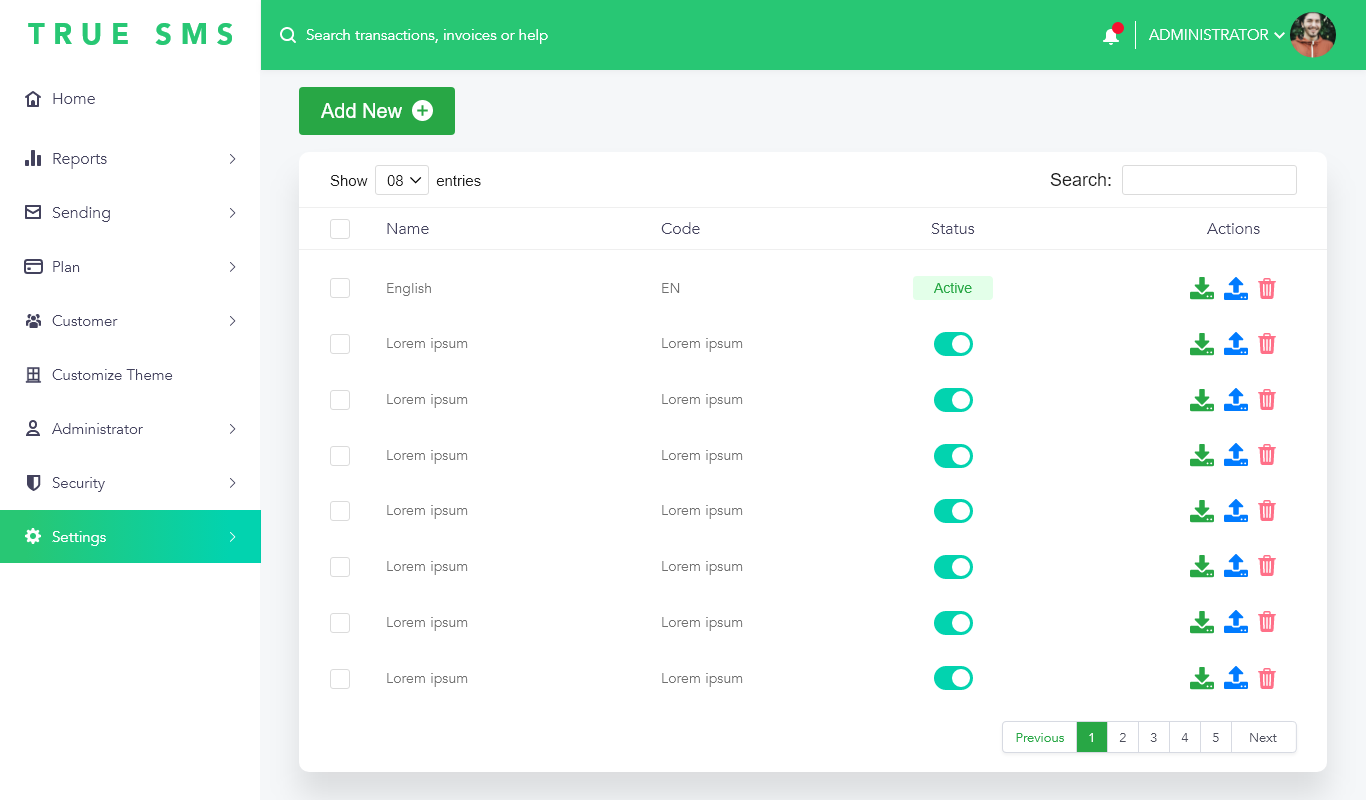 TRUE SMS
Search transactions, invoices or help
ADMINISTRATOR
Home
Reports
Sending
Plan
Customer
Customize Theme
Administrator
Security
Settings
Add New
Show 08 entries
Search:
Name Code Status Actions
English EN Active
Lorem ipsum Lorem ipsum
Lorem ipsum Lorem ipsum
Lorem ipsum Lorem ipsum
Lorem ipsum Lorem ipsum
Lorem ipsum Lorem ipsum
Lorem ipsum Lorem ipsum
Lorem ipsum Lorem ipsum
Previous 1 2 3 4 5 Next